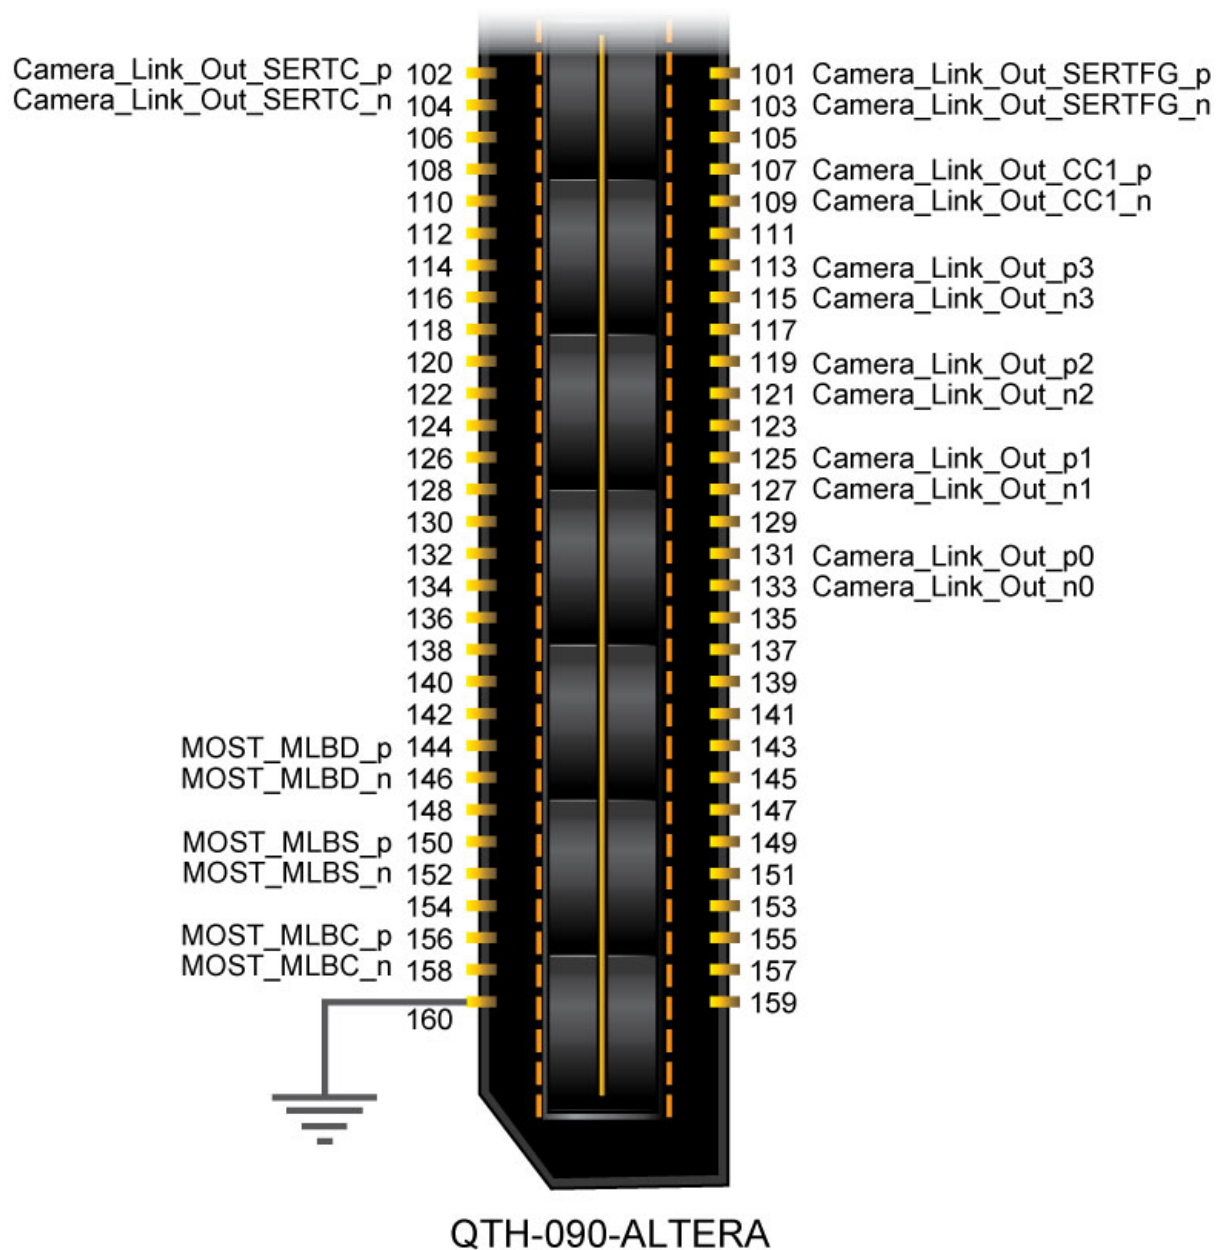 Camera_Link_Out_SERTC_p 102 101 Camera_Link_Out_SERTFG_p
Camera_Link_Out_SERTC_n 104 103 Camera_Link_Out_SERTFG_n
106 105
108 107 Camera_Link_Out_CC1_p
110 109 Camera_Link_Out_CC1_n
112 111
114 113 Camera_Link_Out_p3
116 115 Camera_Link_Out_n3
118 117
120 119 Camera_Link_Out_p2
122 121 Camera_Link_Out_n2
124 123
126 125 Camera_Link_Out_p1
128 127 Camera_Link_Out_n1
130 129
132 131 Camera_Link_Out_p0
134 133 Camera_Link_Out_n0
136 135
138 137
140 139
142 141
MOST_MLBD_p 144 143
MOST_MLBD_n 146 145
148 147
MOST_MLBS_p 150 149
MOST_MLBS_n 152 151
154 153
MOST_MLBC_p 156 155
MOST_MLBC_n 158 157
160 159
QTH-090-ALTERA